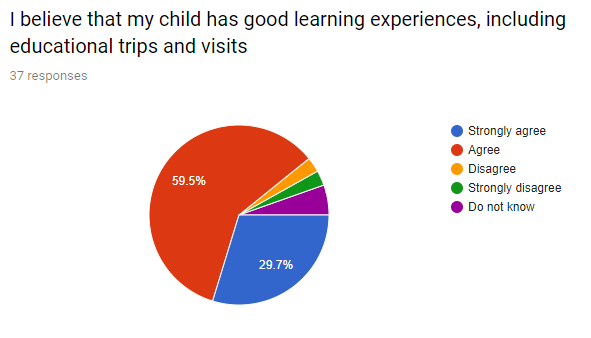 I believe that my child has good learning experiences, including
educational trips and visits
37 responses
59.5%
29.7%
Strongly agree
Agree
Disagree
Strongly disagree
Do not know